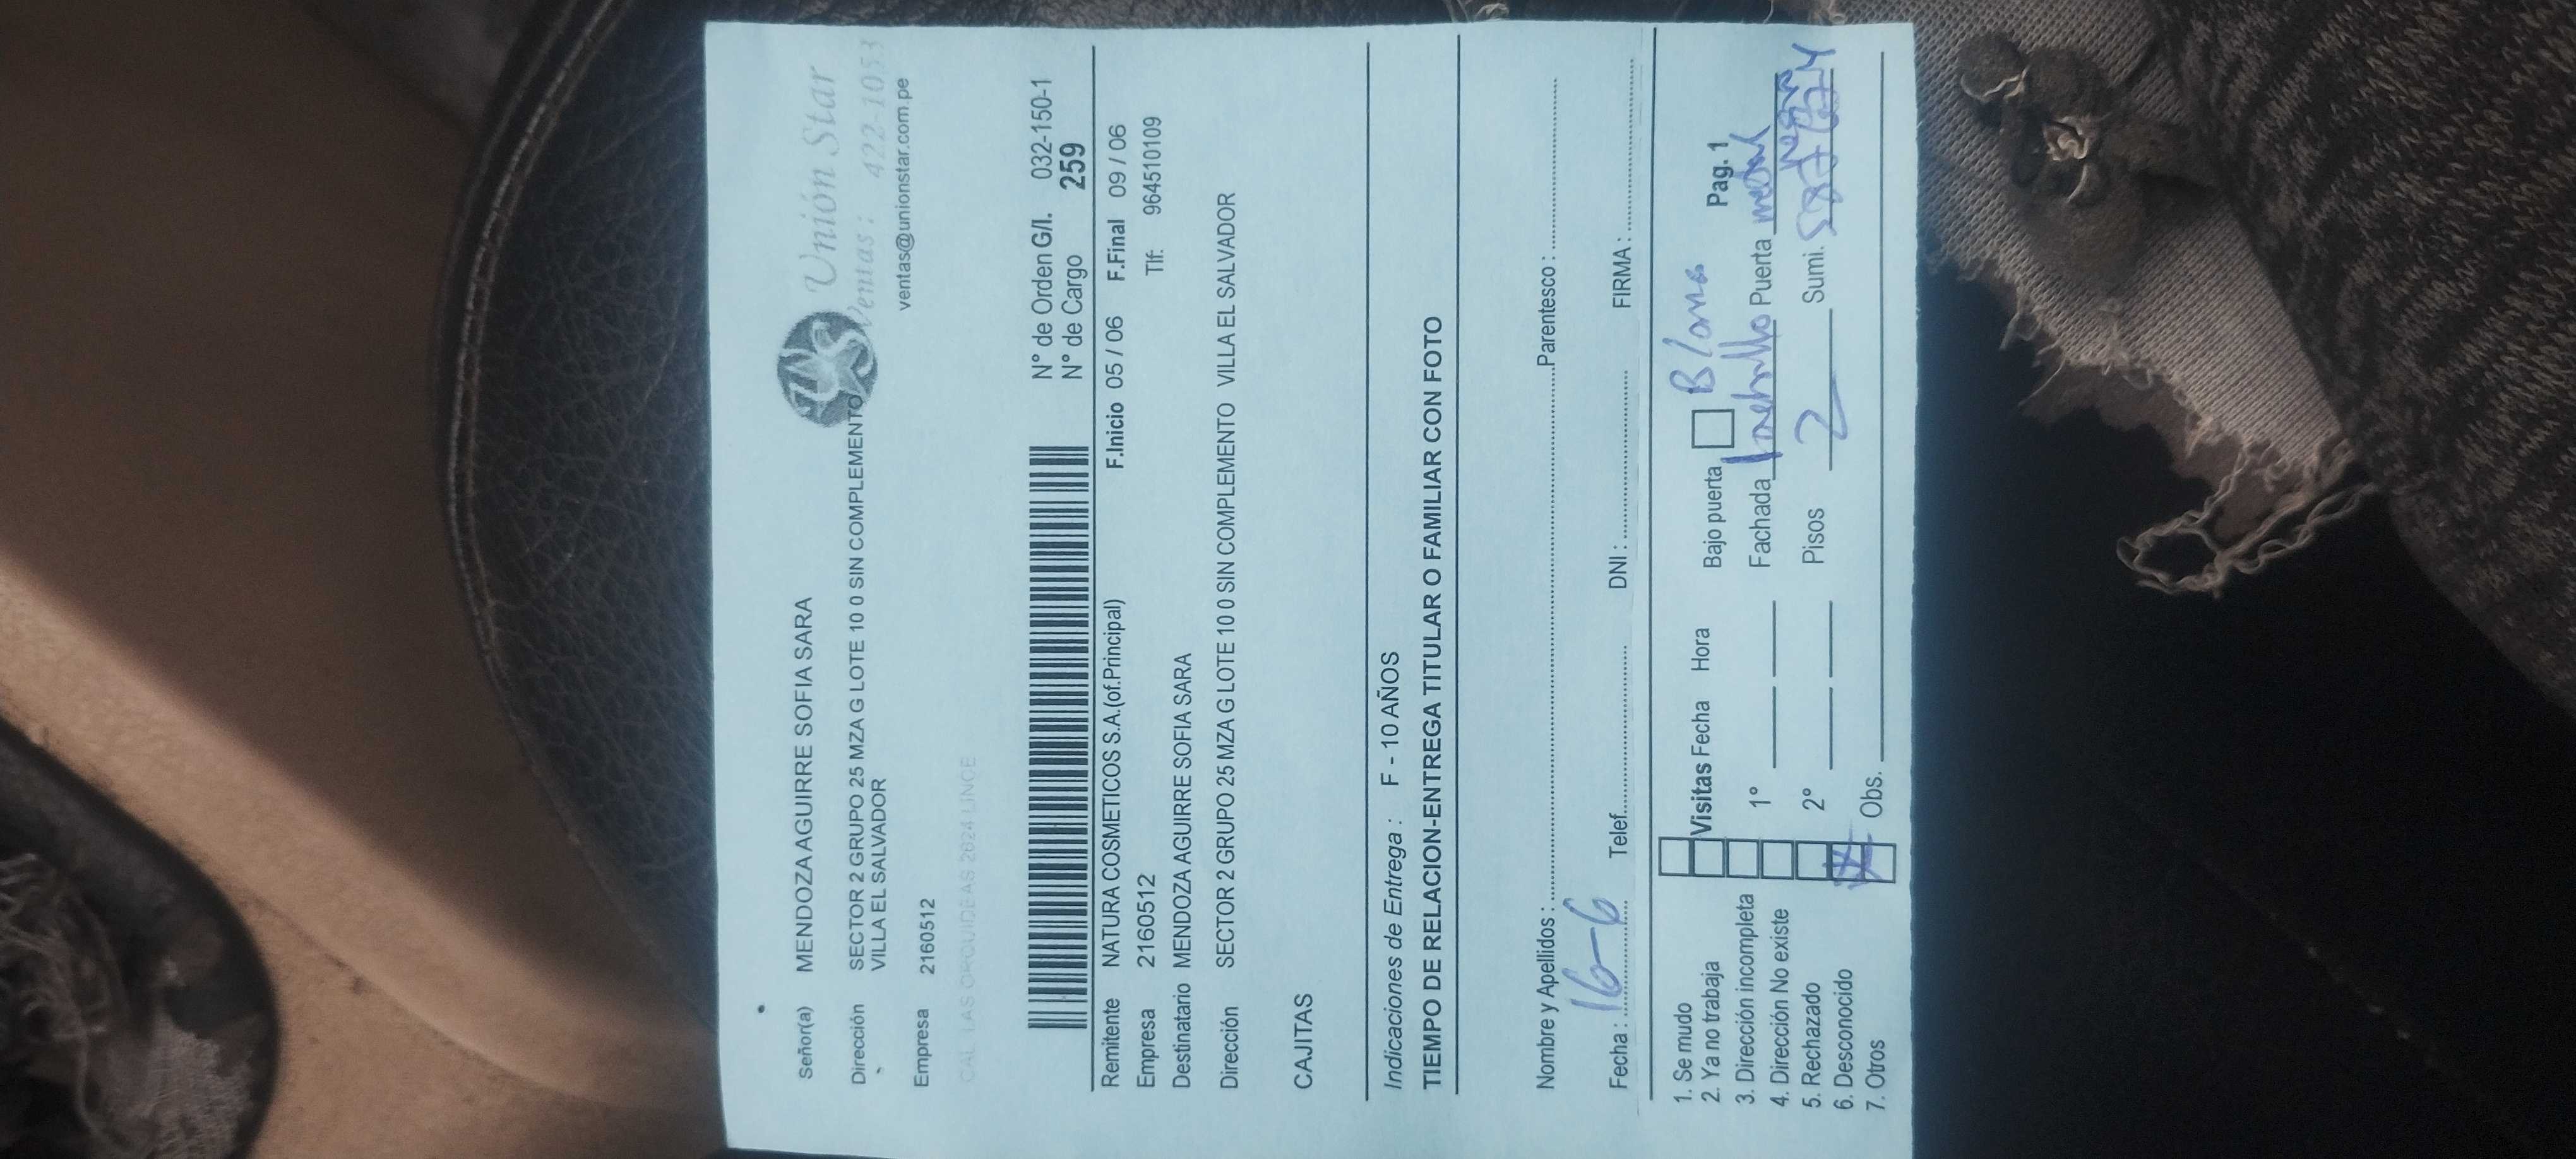 Unión Star
Ventas: 422-1053
ventas@unionstar.com.pe
Señor(a) MENDOZA AGUIRRE SOFIA SARA
Dirección SECTOR 2 GRUPO 25 MZA G LOTE 10 0 SIN COMPLEMENTO
VILLA EL SALVADOR
Empresa 2160512
CAL. LAS ORQUIDEAS 2624 LINCE
N° de Orden G/I. 032-150-1
N° de Cargo 259
Remitente NATURA COSMETICOS S.A.(of.Principal) F.Inicio 05 / 06 F.Final 09 / 06
Empresa 2160512 Tlf: 964510109
Destinatario MENDOZA AGUIRRE SOFIA SARA
Dirección SECTOR 2 GRUPO 25 MZA G LOTE 10 0 SIN COMPLEMENTO VILLA EL SALVADOR
CAJITAS
Indicaciones de Entrega : F - 10 AÑOS
TIEMPO DE RELACION-ENTREGA TITULAR O FAMILIAR CON FOTO
Nombre y Apellidos : Parentesco :
Fecha : 16-6 Telef. DNI : FIRMA :
1. Se mudo
2. Ya no trabaja
3. Dirección incompleta
4. Dirección No existe
5. Rechazado
6. Desconocido
7. Otros
Visitas Fecha Hora
1°
2°
Obs.
Bajo puerta Pag. 1
Fachada Puerta metal
Pisos 2 Sumi.